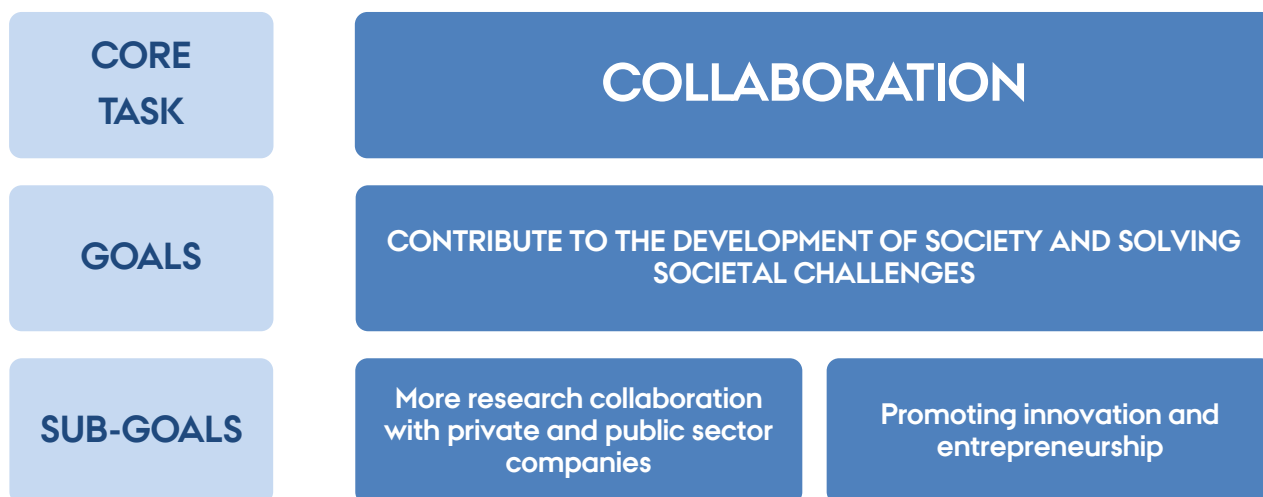 CORE
TASK
COLLABORATION
GOALS
CONTRIBUTE TO THE DEVELOPMENT OF SOCIETY AND SOLVING
SOCIETAL CHALLENGES
SUB-GOALS
More research collaboration
with private and public sector
companies
Promoting innovation and
entrepreneurship